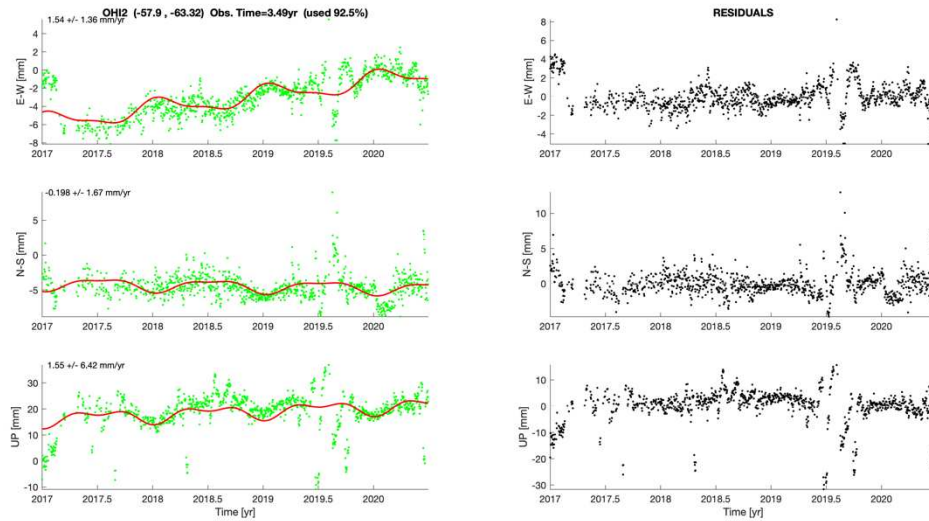 OHI2 (-57.9 , -63.32) Obs. Time=3.49yr (used 92.5%)
1.54 +/- 1.36 mm/yr
4
2
0
-2
-4
-6
-8
E-W [mm]
2017 2017.5 2018 2018.5 2019 2019.5 2020
-0.198 +/- 1.67 mm/yr
5
0
-5
N-S [mm]
2017 2017.5 2018 2018.5 2019 2019.5 2020
1.55 +/- 6.42 mm/yr
30
20
10
0
-10
UP [mm]
2017 2017.5 2018 2018.5 2019 2019.5 2020
Time [yr]
RESIDUALS
8
6
4
2
0
-2
-4
E-W [mm]
2017 2017.5 2018 2018.5 2019 2019.5 2020
10
5
0
N-S [mm]
2017 2017.5 2018 2018.5 2019 2019.5 2020
10
0
-10
-20
-30
UP [mm]
2017 2017.5 2018 2018.5 2019 2019.5 2020
Time [yr]